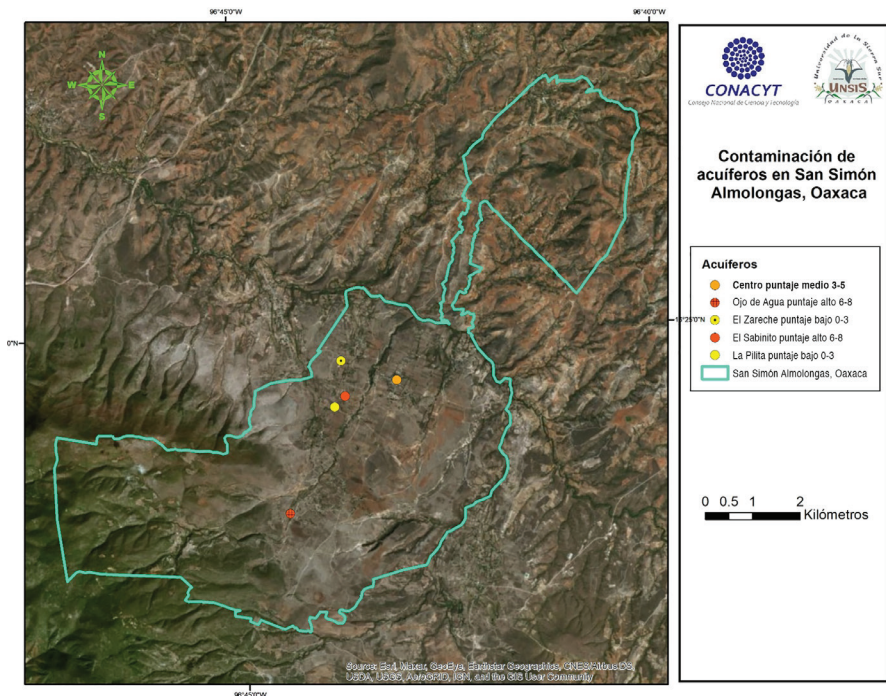 96°45'0"W
96°40'0"W
N
W
E
S
0"N
96°45'0"W
Source: Esri, Maxar, GeoEye, Earthstar Geographics, CNES/Airbus DS,
USDA, USGS, AeroGRID, IGN, and the GIS User Community
CONACYT
Consejo Nacional de Ciencia y Tecnología
Universidad de la Sierra Sur
UNSIS
OAXACA
Contaminación de
acuíferos en San Simón
Almolongas, Oaxaca
Acuíferos
Centro puntaje medio 3-5
Ojo de Agua puntaje alto 6-8
El Zareche puntaje bajo 0-3
El Sabinito puntaje alto 6-8
La Pilita puntaje bajo 0-3
San Simón Almolongas, Oaxaca
0 0.5 1 2
Kilómetros